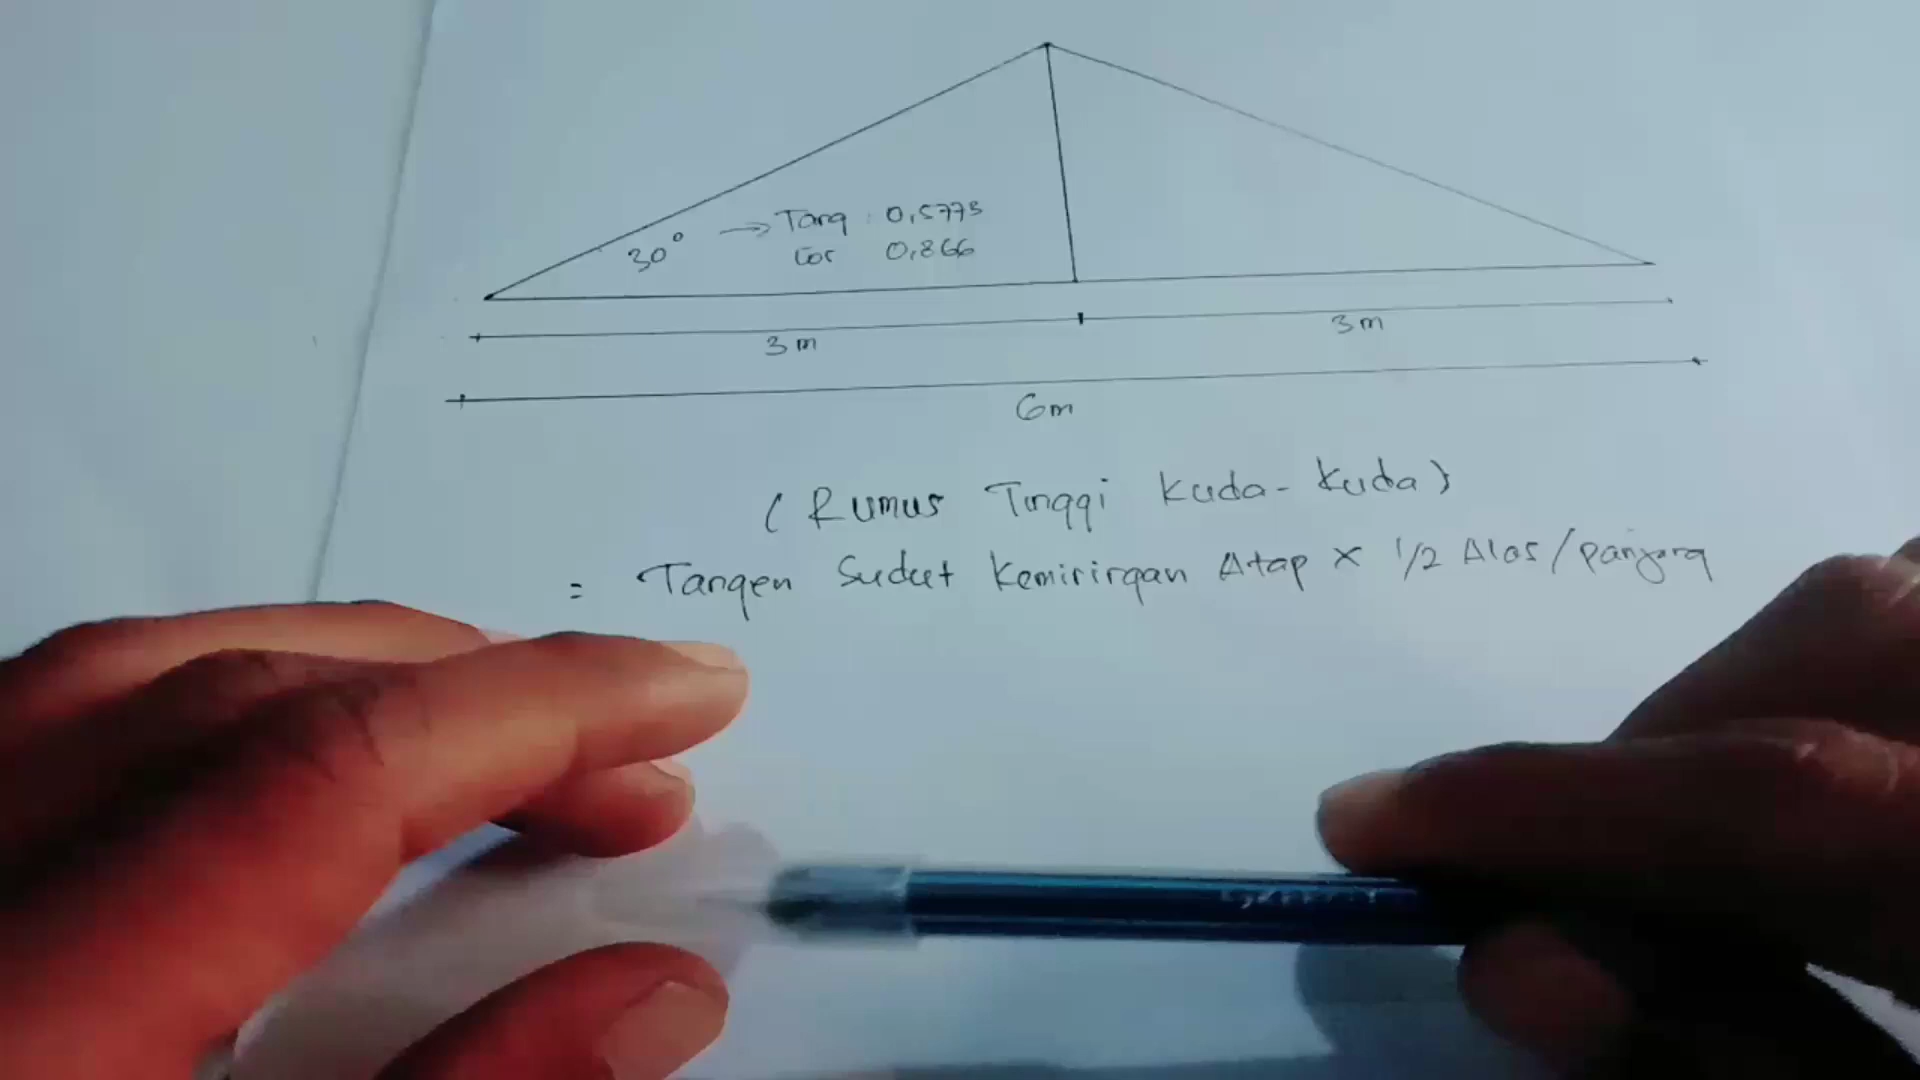 30° → Tang : 0,5773
Cos 0,866
3 m
3 m
6m
(Rumus Tinggi Kuda-Kuda)
= Tangen Sudut Kemiringan Atap x 1/2 Alas/panjang